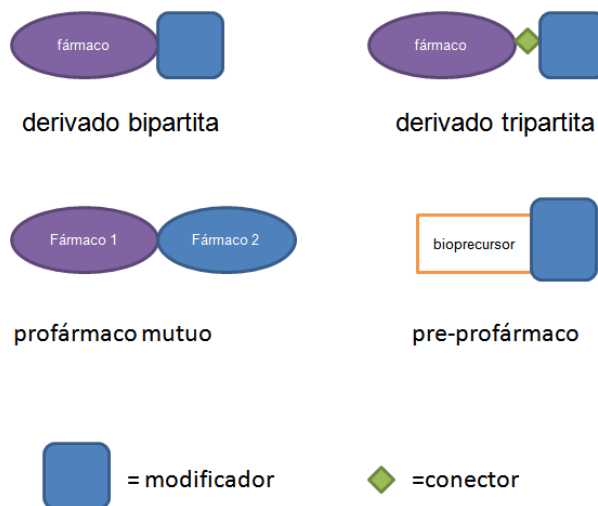 fármaco
fármaco
derivado bipartita
derivado tripartita
Fármaco 1
Fármaco 2
bioprecursor
profármaco mutuo
pre-profármaco
= modificador
=conector